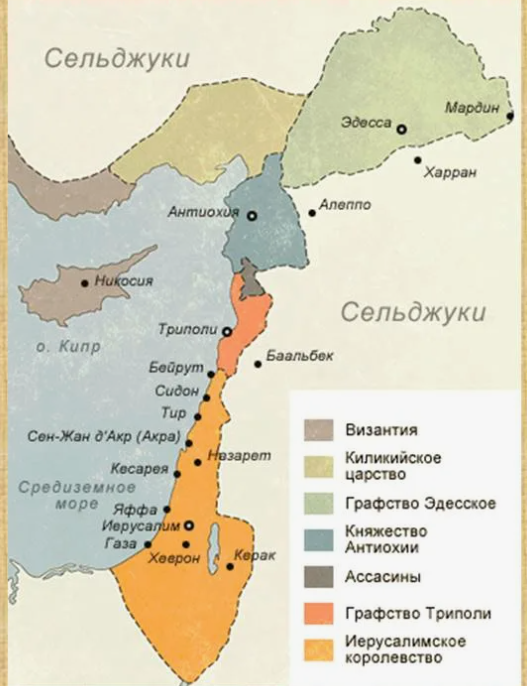 Сельджуки
Мардин
Эдесса
Харран
Антиохия
Алеппо
Никосия
Сельджуки
Триполи
о. Кипр
Баальбек
Бейрут
Сидон
Тир
Сен-Жан д'Акр (Акра)
Назарет
Кесарея
Средиземное
море
Яффа
Иерусалим
Газа
Хеврон
Керак
Византия
Киликийское
царство
Графство Эдесское
Княжество
Антиохии
Ассасины
Графство Триполи
Иерусалимское
королевство